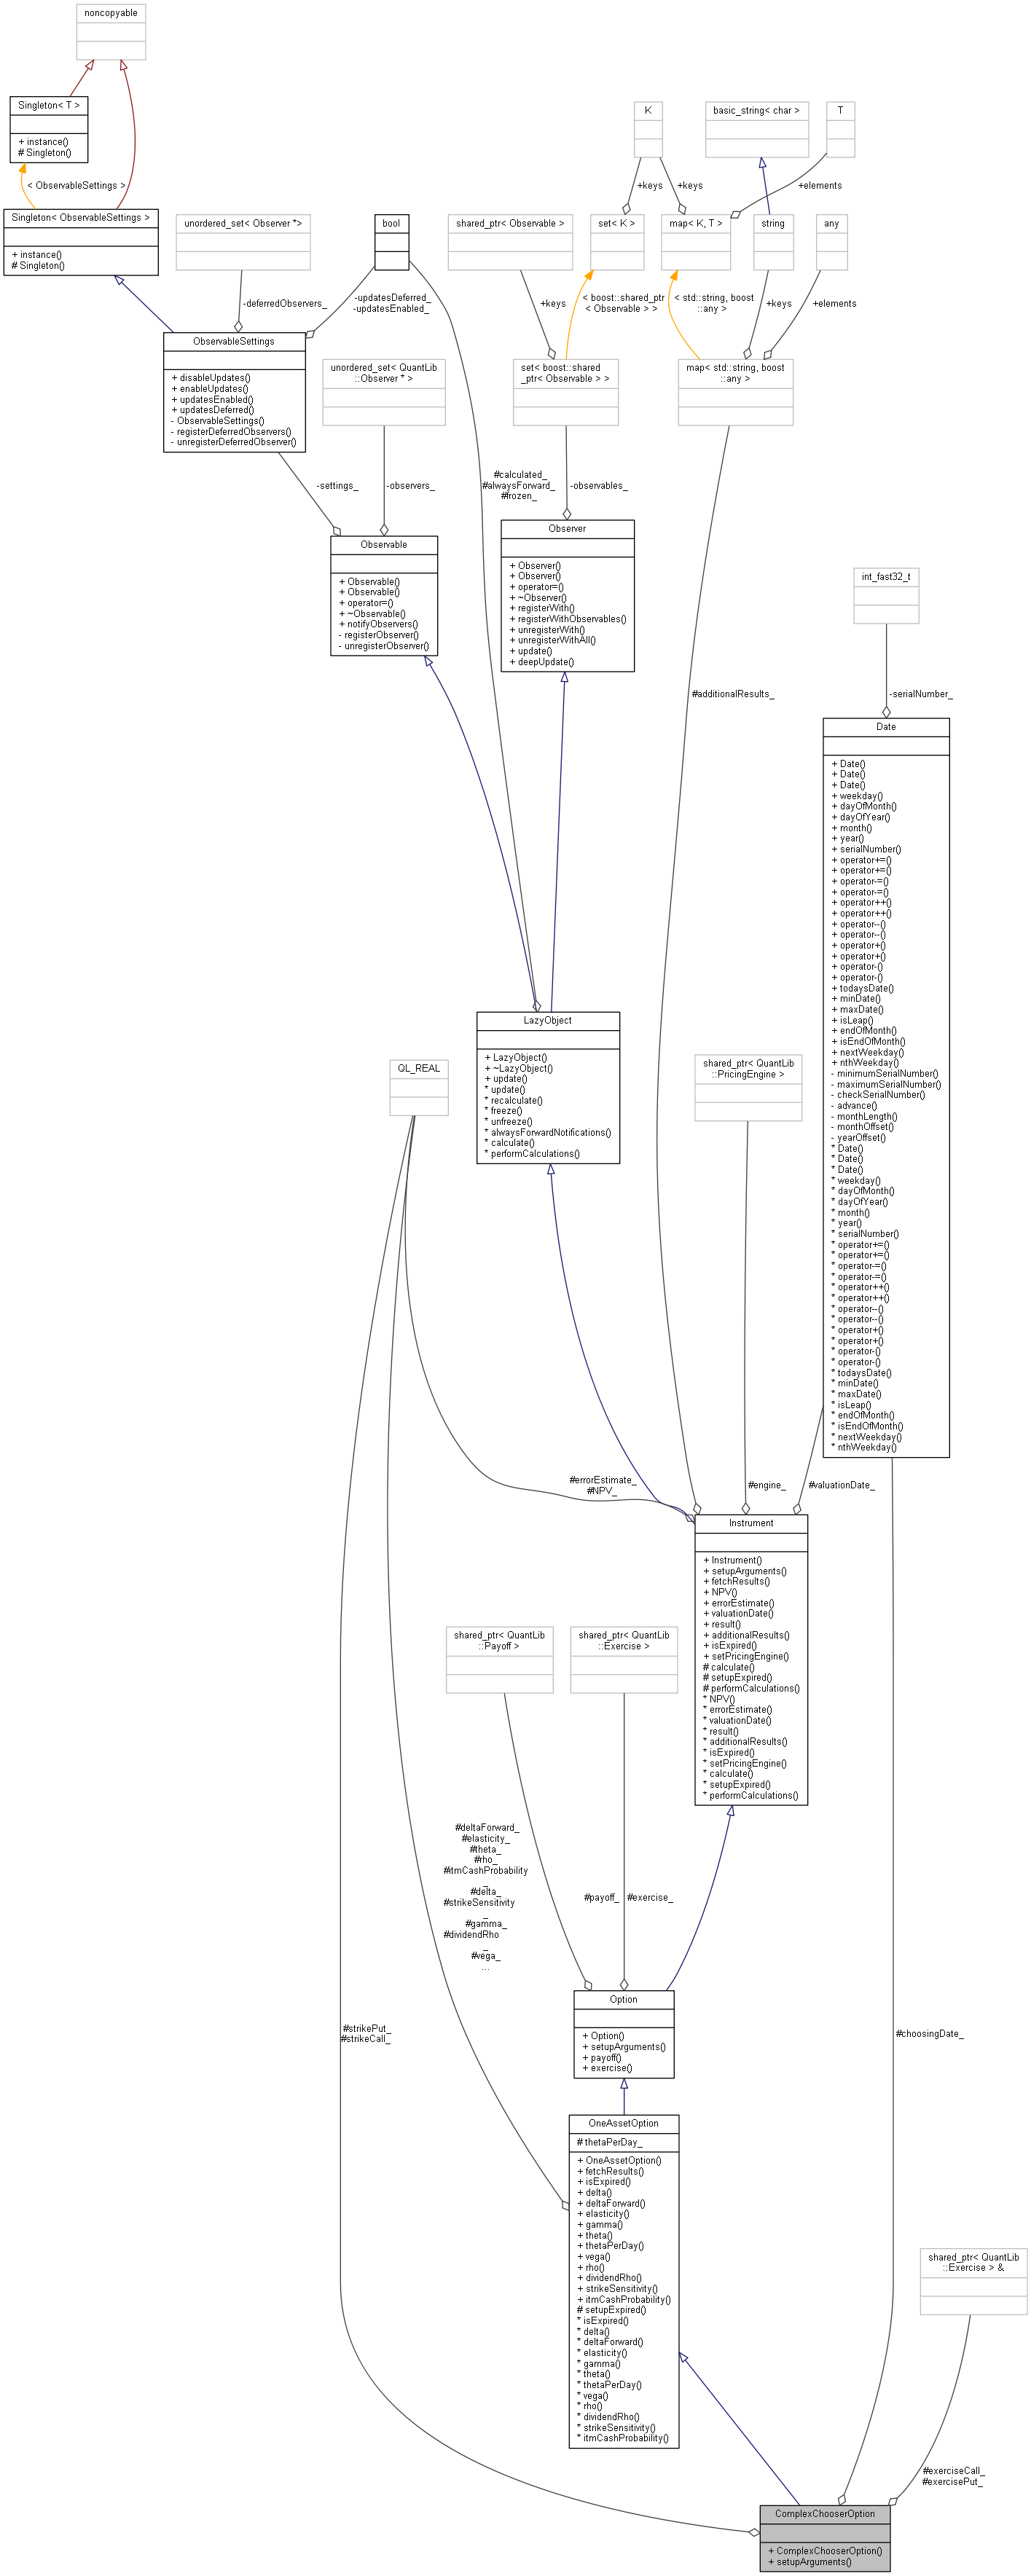 noncopyable
Singleton< T >
+ instance()
# Singleton()
K
basic_string< char >
T
< ObservableSettings >
+keys
+keys
+elements
Singleton< ObservableSettings >
+ instance()
# Singleton()
unordered_set< Observer *>
bool
shared_ptr< Observable >
set< K >
map< K, T >
string
any
-deferredObservers_
-updatesDeferred_
-updatesEnabled_
+keys
< boost::shared_ptr
< Observable > >
< std::string, boost
::any >
+keys
+elements
ObservableSettings
+ disableUpdates()
+ enableUpdates()
+ updatesEnabled()
+ updatesDeferred()
- ObservableSettings()
- registerDeferredObservers()
- unregisterDeferredObserver()
unordered_set< QuantLib
::Observer * >
set< boost::shared
_ptr< Observable > >
map< std::string, boost
::any >
-settings_
-observers_
#calculated_
#alwaysForward_
#frozen_
-observables_
Observable
+ Observable()
+ Observable()
+ operator=()
+ ~Observable()
+ notifyObservers()
- registerObserver()
- unregisterObserver()
Observer
+ Observer()
+ Observer()
+ operator=()
+ ~Observer()
+ registerWith()
+ registerWithObservables()
+ unregisterWith()
+ unregisterWithAll()
+ update()
+ deepUpdate()
int_fast32_t
#additionalResults_
-serialNumber_
Date
+ Date()
+ Date()
+ Date()
+ weekday()
+ dayOfMonth()
+ dayOfYear()
+ month()
+ year()
+ serialNumber()
+ operator+=()
+ operator+=()
+ operator-=()
+ operator-=()
+ operator++()
+ operator++()
+ operator--()
+ operator--()
+ operator+()
+ operator+()
+ operator-()
+ operator-()
+ todaysDate()
+ minDate()
+ maxDate()
+ isLeap()
+ endOfMonth()
+ isEndOfMonth()
+ nextWeekday()
+ nthWeekday()
- minimumSerialNumber()
- maximumSerialNumber()
- checkSerialNumber()
- advance()
- monthLength()
- monthOffset()
- yearOffset()
* Date()
* Date()
* Date()
* weekday()
* dayOfMonth()
* dayOfYear()
* month()
* year()
* serialNumber()
* operator+=()
* operator+=()
* operator-=()
* operator-=()
* operator++()
* operator++()
* operator--()
* operator--()
* operator+()
* operator+()
* operator-()
* operator-()
* todaysDate()
* minDate()
* maxDate()
* isLeap()
* endOfMonth()
* isEndOfMonth()
* nextWeekday()
* nthWeekday()
LazyObject
+ LazyObject()
+ ~LazyObject()
+ update()
* update()
* recalculate()
* freeze()
* unfreeze()
* alwaysForwardNotifications()
* calculate()
* performCalculations()
QL_REAL
shared_ptr< QuantLib
::PricingEngine >
#errorEstimate_
#NPV_
#engine_
#valuationDate_
Instrument
+ Instrument()
+ setupArguments()
+ fetchResults()
+ NPV()
+ errorEstimate()
+ valuationDate()
+ result()
+ additionalResults()
+ isExpired()
+ setPricingEngine()
# calculate()
# setupExpired()
# performCalculations()
* NPV()
* errorEstimate()
* valuationDate()
* result()
* additionalResults()
* isExpired()
* setPricingEngine()
* calculate()
* setupExpired()
* performCalculations()
shared_ptr< QuantLib
::Payoff >
shared_ptr< QuantLib
::Exercise >
#deltaForward_
#elasticity_
#theta_
#rho_
#itmCashProbability
_
#delta_
#strikeSensitivity
_
#gamma_
#dividendRho
_
#vega_
...
#payoff_
#exercise_
Option
+ Option()
+ setupArguments()
+ payoff()
+ exercise()
#strikePut_
#strikeCall_
#choosingDate_
OneAssetOption
# thetaPerDay_
+ OneAssetOption()
+ fetchResults()
+ isExpired()
+ delta()
+ deltaForward()
+ elasticity()
+ gamma()
+ theta()
+ thetaPerDay()
+ vega()
+ rho()
+ dividendRho()
+ strikeSensitivity()
+ itmCashProbability()
# setupExpired()
* isExpired()
* delta()
* deltaForward()
* elasticity()
* gamma()
* theta()
* thetaPerDay()
* vega()
* rho()
* dividendRho()
* strikeSensitivity()
* itmCashProbability()
shared_ptr< QuantLib
::Exercise > &
#exerciseCall_
#exercisePut_
ComplexChooserOption
+ ComplexChooserOption()
+ setupArguments()